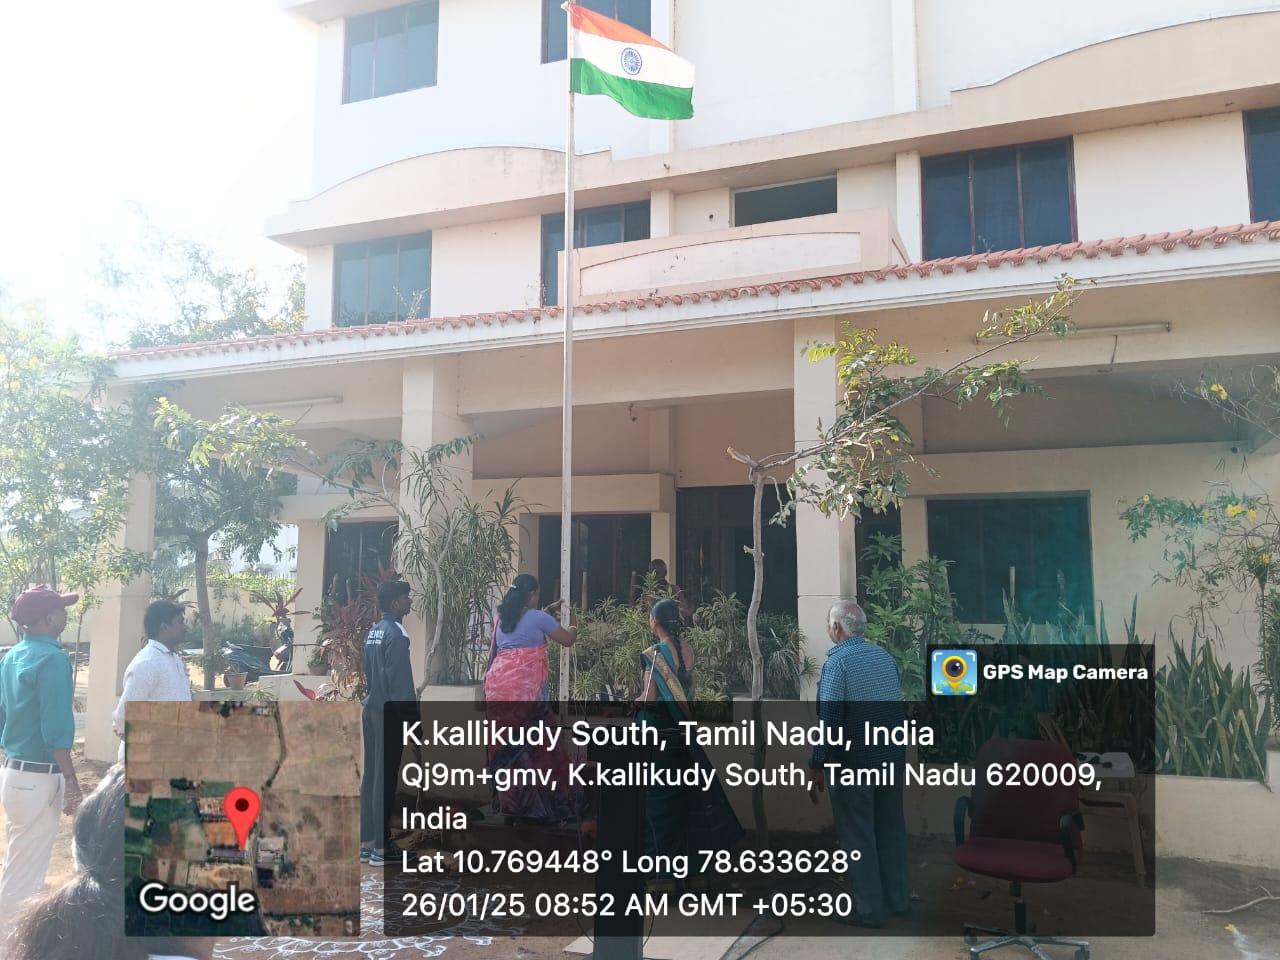 GPS Map Camera
K.kallikudy South, Tamil Nadu, India
Qj9m+gmv, K.kallikudy South, Tamil Nadu 620009,
India
Lat 10.769448° Long 78.633628°
26/01/25 08:52 AM GMT +05:30
Google